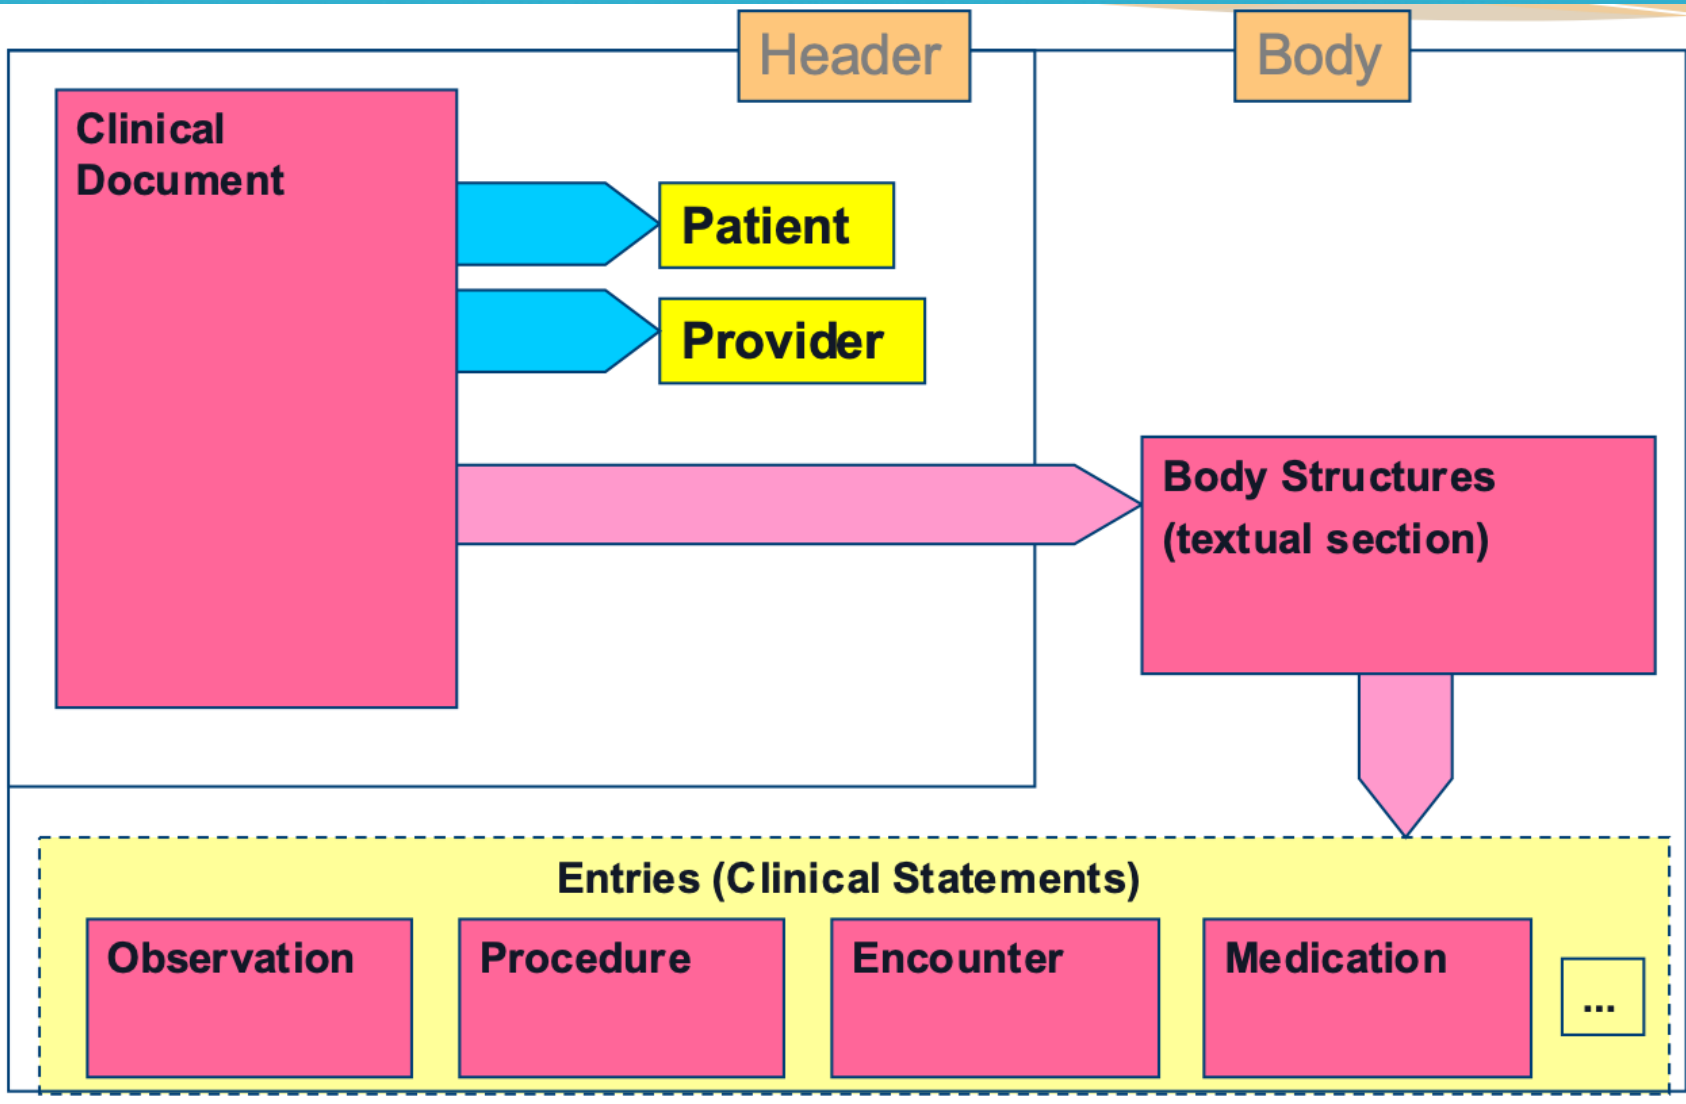 Header
Body
Clinical
Document
Patient
Provider
Body Structures
(textual section)
Entries (Clinical Statements)
Observation
Procedure
Encounter
Medication
...